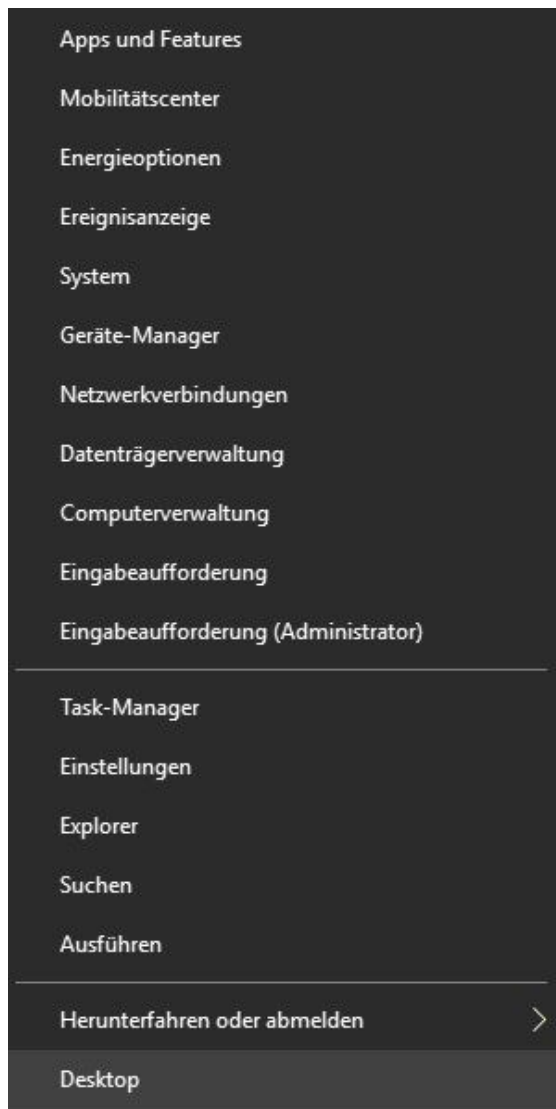 Apps und Features
Mobilitätscenter
Energieoptionen
Ereignisanzeige
System
Geräte-Manager
Netzwerkverbindungen
Datenträgerverwaltung
Computerverwaltung
Eingabeaufforderung
Eingabeaufforderung (Administrator)
Task-Manager
Einstellungen
Explorer
Suchen
Ausführen
Herunterfahren oder abmelden
Desktop